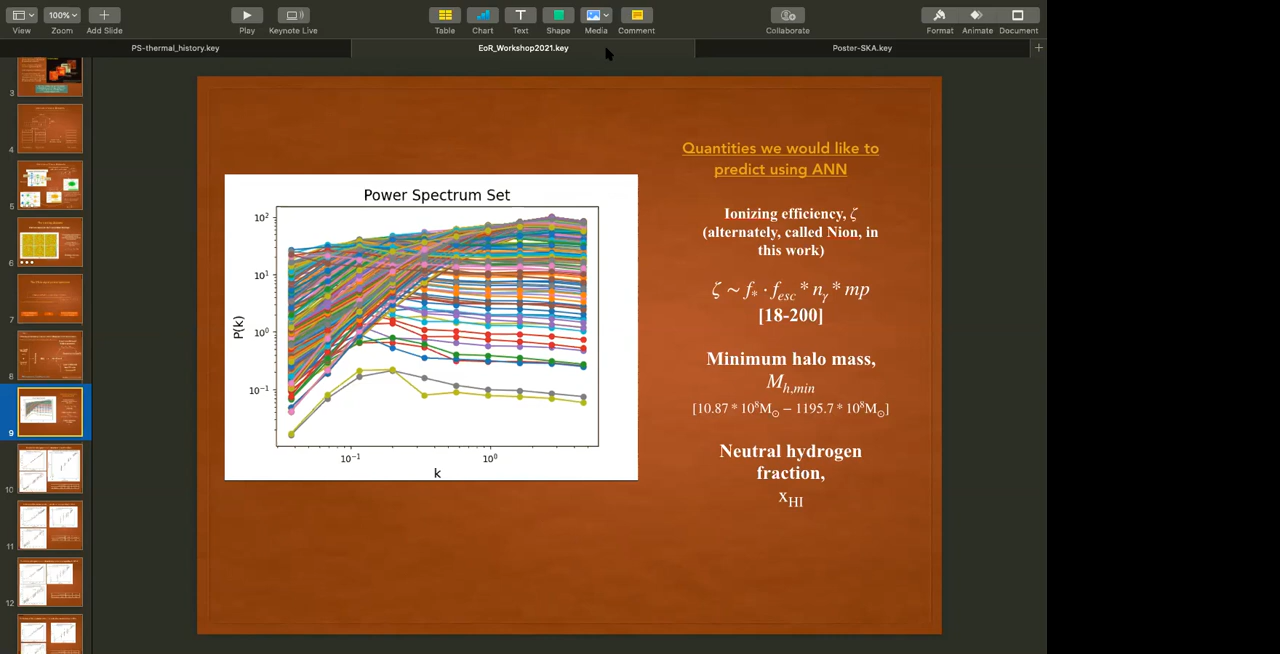 View
Zoom
Add Slide
Play
Keynote Live
Table
Chart
Text
Shape
Media
Comment
Collaborate
Format
Animate
Document
100%
PS-thermal_history.key
EoR_Workshop2021.key
Poster-SKA.key
3
4
5
6
7
8
9
10
11
12
Power Spectrum Set
P(k)
10²
10¹
10⁰
10⁻¹
10⁻¹
10⁰
k
Quantities we would like to
predict using ANN
Ionizing efficiency, ζ
(alternately, called Nion, in
this work)
ζ ∼ f* · fesc * nγ * mp
[18-200]
Minimum halo mass,
Mh,min
[10.87 * 10⁸M⊙ − 1195.7 * 10⁸M⊙]
Neutral hydrogen
fraction,
xHI